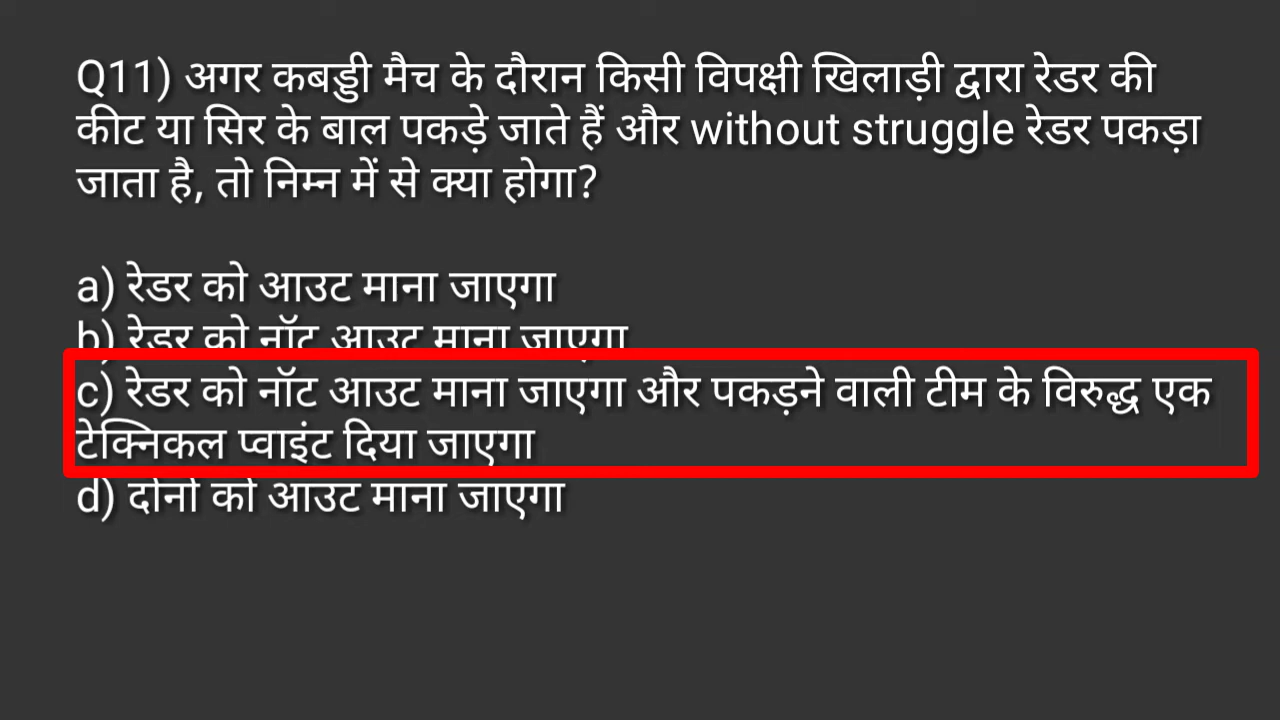 Q11) अगर कबड्डी मैच के दौरान किसी विपक्षी खिलाड़ी द्वारा रेडर की
कीट या सिर के बाल पकड़े जाते हैं और without struggle रेडर पकड़ा
जाता है, तो निम्न में से क्या होगा?
a) रेडर को आउट माना जाएगा
b) रेडर को नॉट आउट माना जाएगा
c) रेडर को नॉट आउट माना जाएगा और पकड़ने वाली टीम के विरुद्ध एक
टेक्निकल प्वाइंट दिया जाएगा
d) दोनों को आउट माना जाएगा